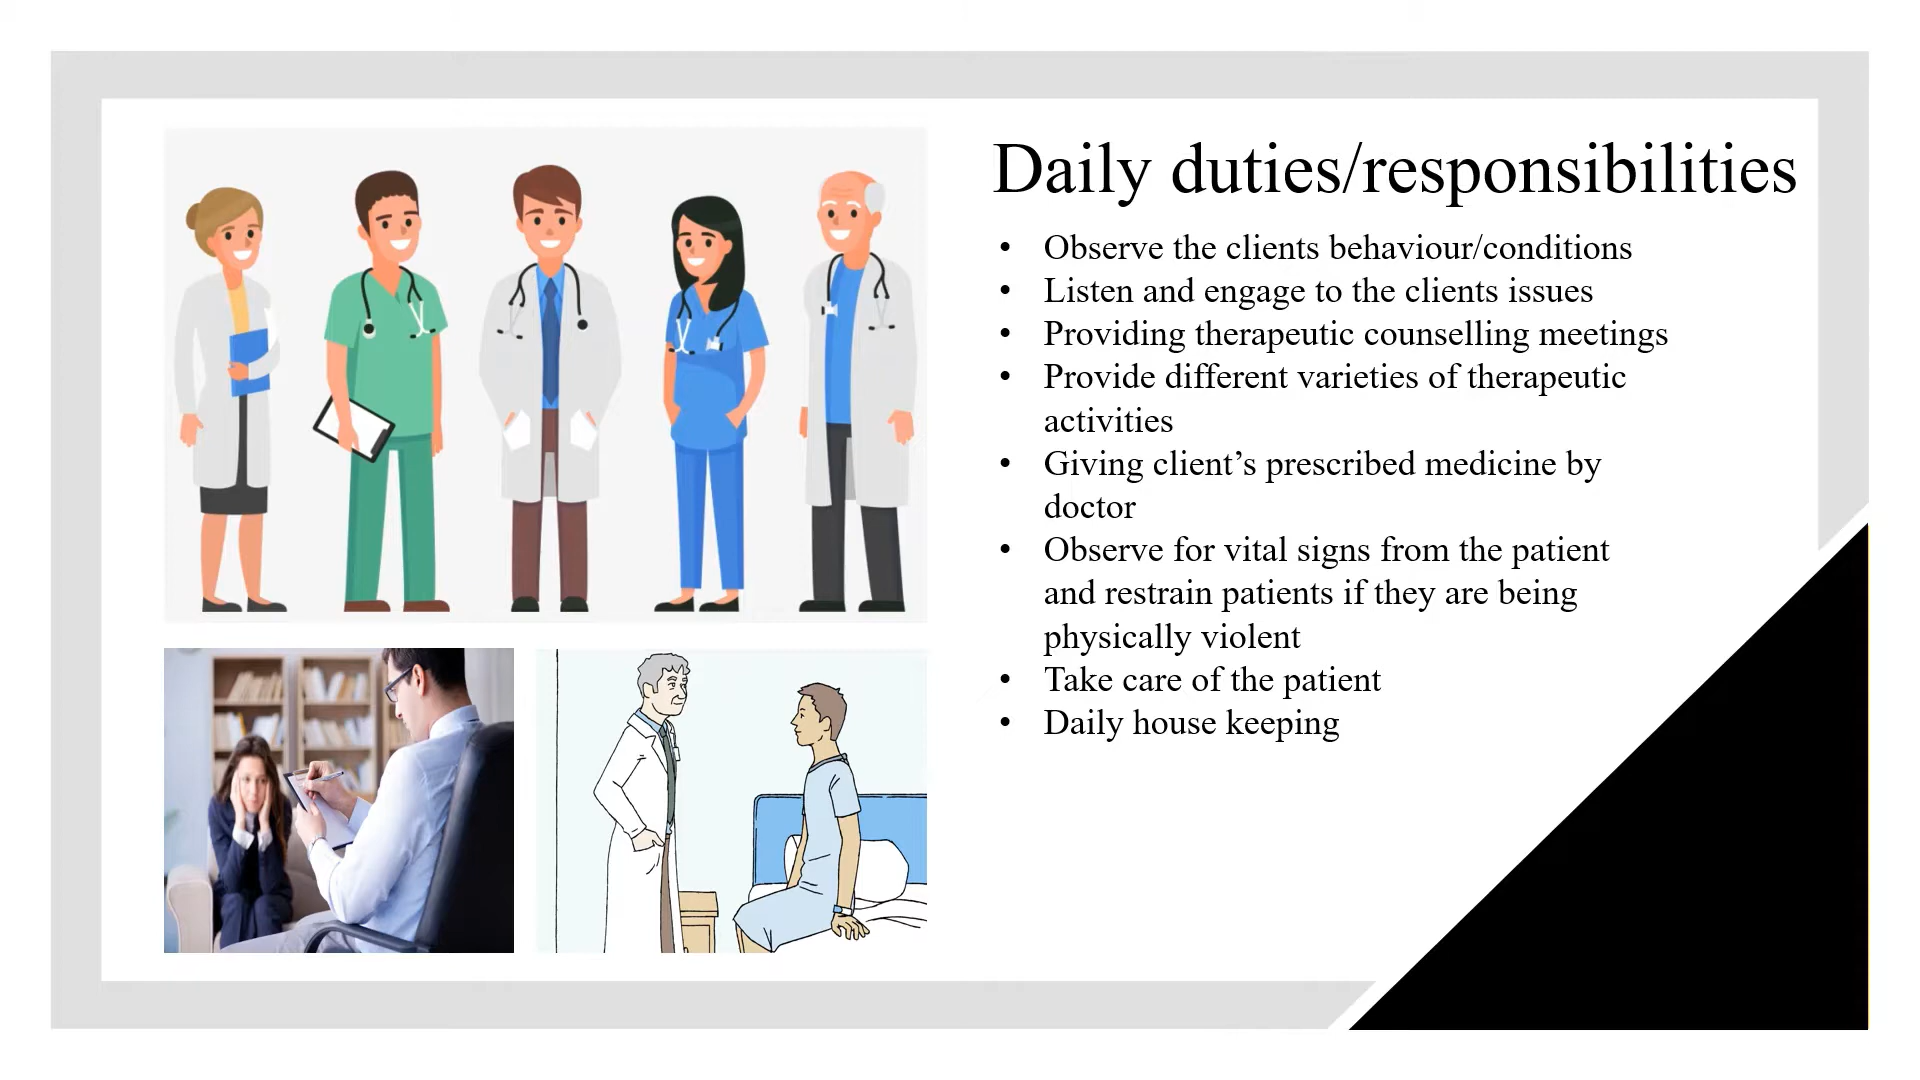 Daily duties/responsibilities
• Observe the clients behaviour/conditions
• Listen and engage to the clients issues
• Providing therapeutic counselling meetings
• Provide different varieties of therapeutic
activities
• Giving client’s prescribed medicine by
doctor
• Observe for vital signs from the patient
and restrain patients if they are being
physically violent
• Take care of the patient
• Daily house keeping